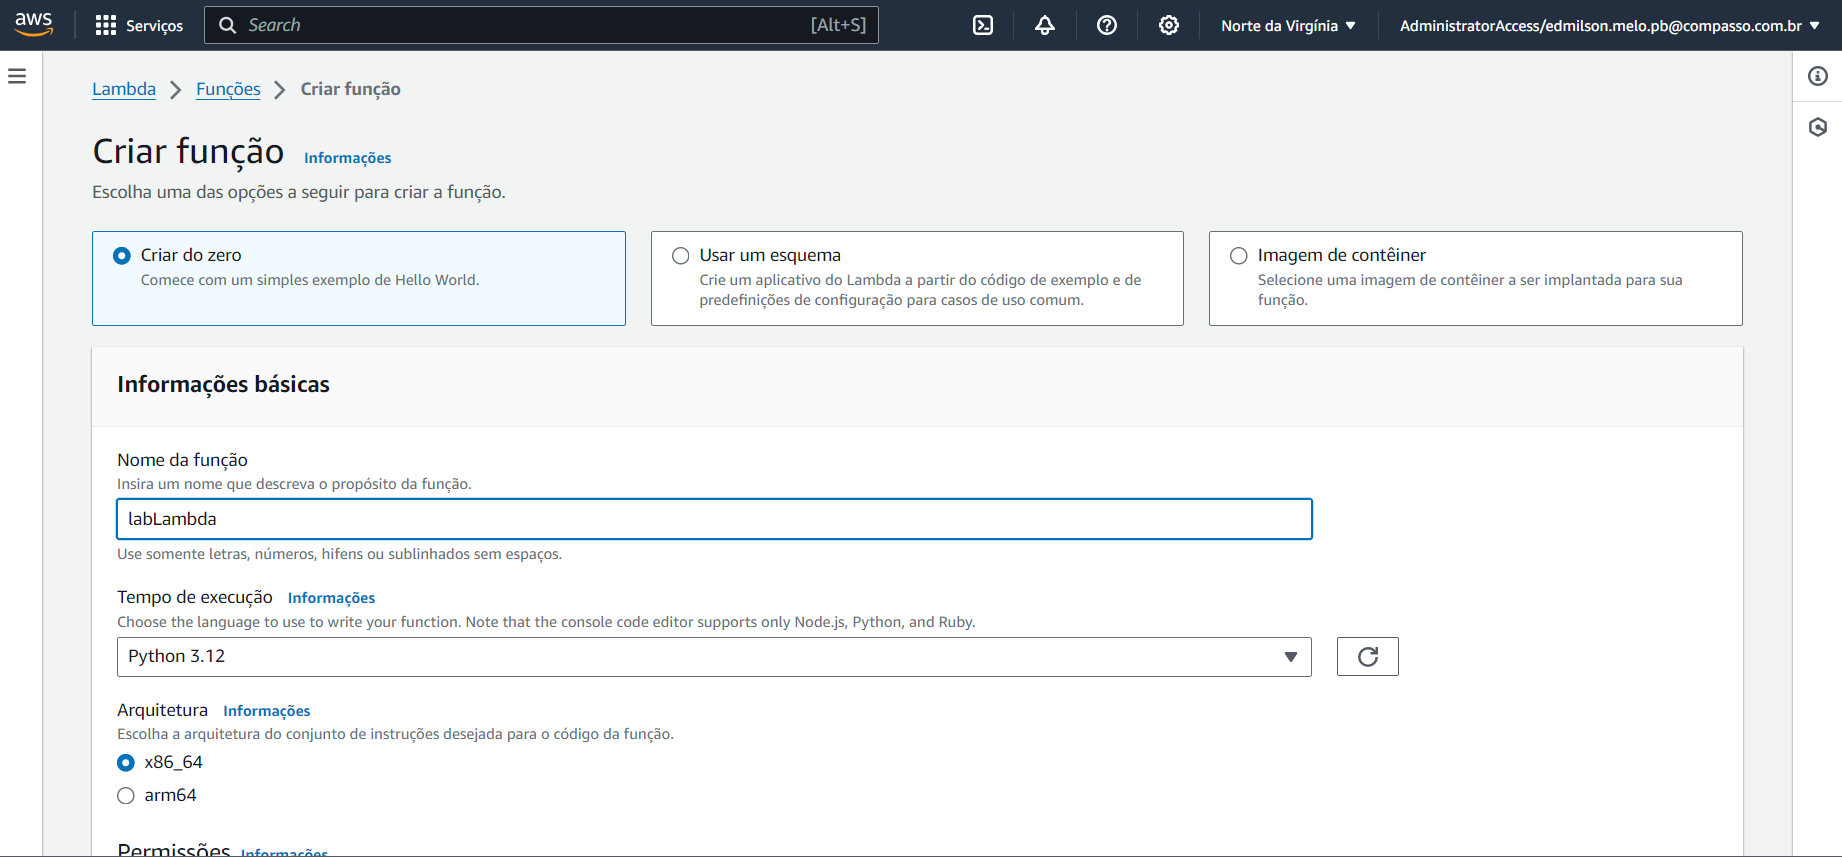 aws
Serviços
Search
[Alt+S]
Norte da Virgínia
AdministratorAccess/edmilson.melo.pb@compasso.com.br
Lambda
Funções
Criar função
Criar função
Informações
Escolha uma das opções a seguir para criar a função.
Criar do zero
Comece com um simples exemplo de Hello World.
Usar um esquema
Crie um aplicativo do Lambda a partir do código de exemplo e de
predefinições de configuração para casos de uso comum.
Imagem de contêiner
Selecione uma imagem de contêiner a ser implantada para sua
função.
Informações básicas
Nome da função
Insira um nome que descreva o propósito da função.
labLambda
Use somente letras, números, hifens ou sublinhados sem espaços.
Tempo de execução
Informações
Choose the language to use to write your function. Note that the console code editor supports only Node.js, Python, and Ruby.
Python 3.12
Arquitetura
Informações
Escolha a arquitetura do conjunto de instruções desejada para o código da função.
x86_64
arm64
Permissões
Informações